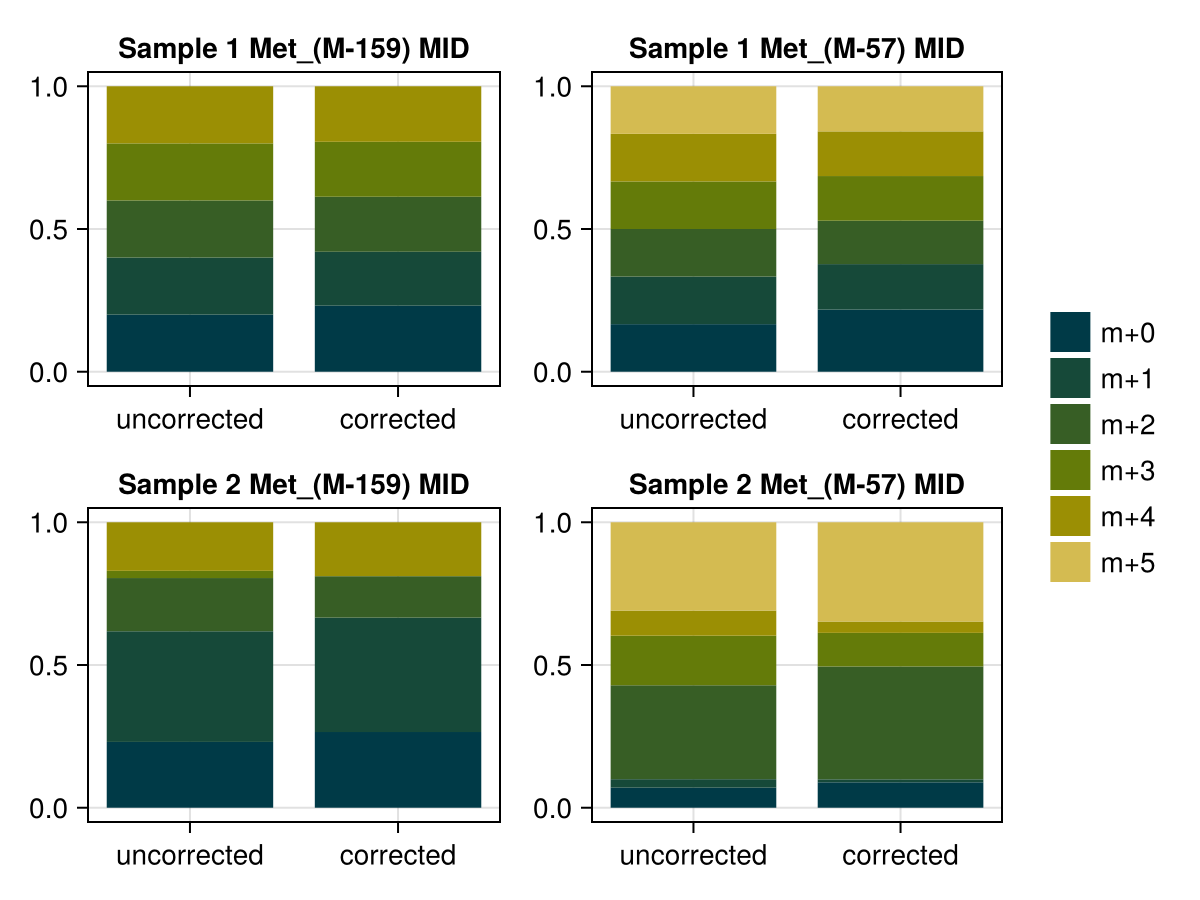 Sample 1 Met_(M-159) MID
1.0
0.5
0.0
uncorrected
corrected
Sample 1 Met_(M-57) MID
1.0
0.5
0.0
uncorrected
corrected
Sample 2 Met_(M-159) MID
1.0
0.5
0.0
uncorrected
corrected
Sample 2 Met_(M-57) MID
1.0
0.5
0.0
uncorrected
corrected
m+0
m+1
m+2
m+3
m+4
m+5